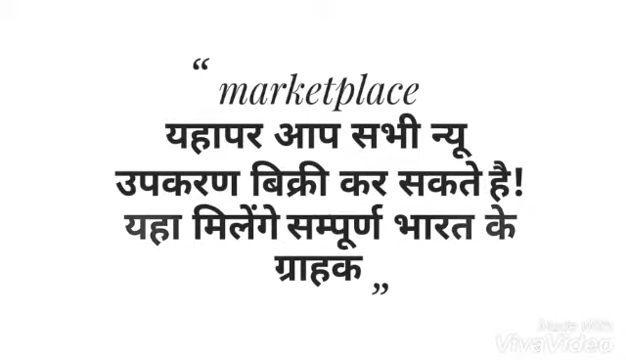 “ marketplace
यहापर आप सभी न्यू
उपकरण बिक्री कर सकते है!
यहा मिलेंगे सम्पूर्ण भारत के
ग्राहक ”
Made With
VivaVideo